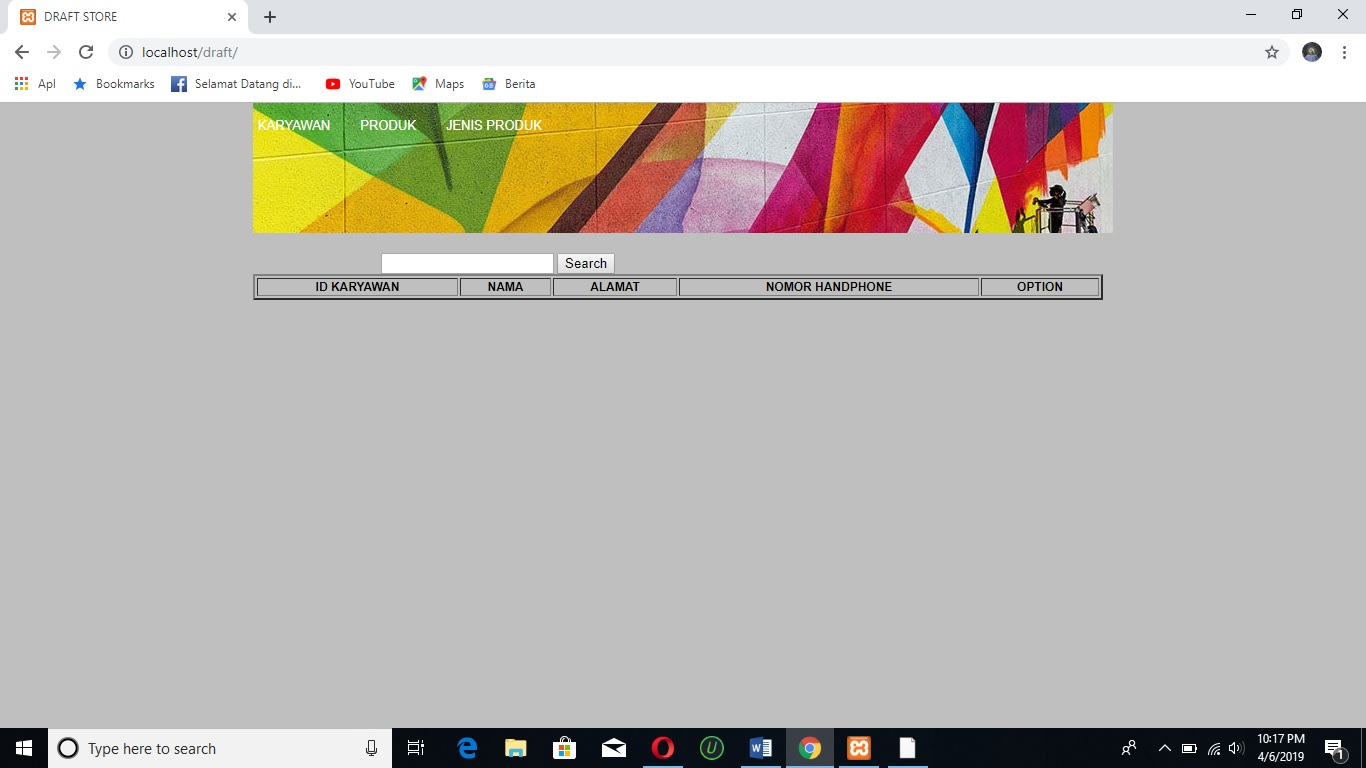 DRAFT STORE
localhost/draft/
Apl Bookmarks Selamat Datang di... YouTube Maps Berita
KARYAWAN PRODUK JENIS PRODUK
Search
ID KARYAWAN NAMA ALAMAT NOMOR HANDPHONE OPTION
Type here to search
10:17 PM
4/6/2019
1